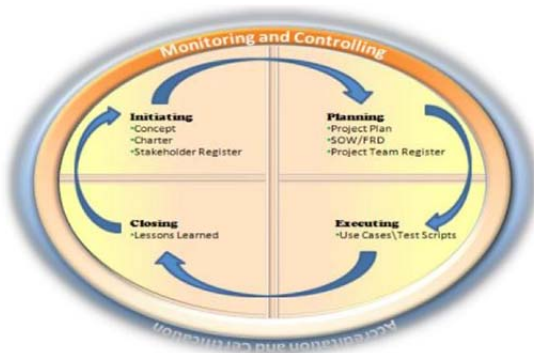 Monitoring and Controlling
Initiating
•Concept
•Charter
•Stakeholder Register
Planning
•Project Plan
•SOW/FRD
•Project Team Register
Closing
•Lessons Learned
Executing
•Use Cases\Test Scripts
Accreditation and Certification